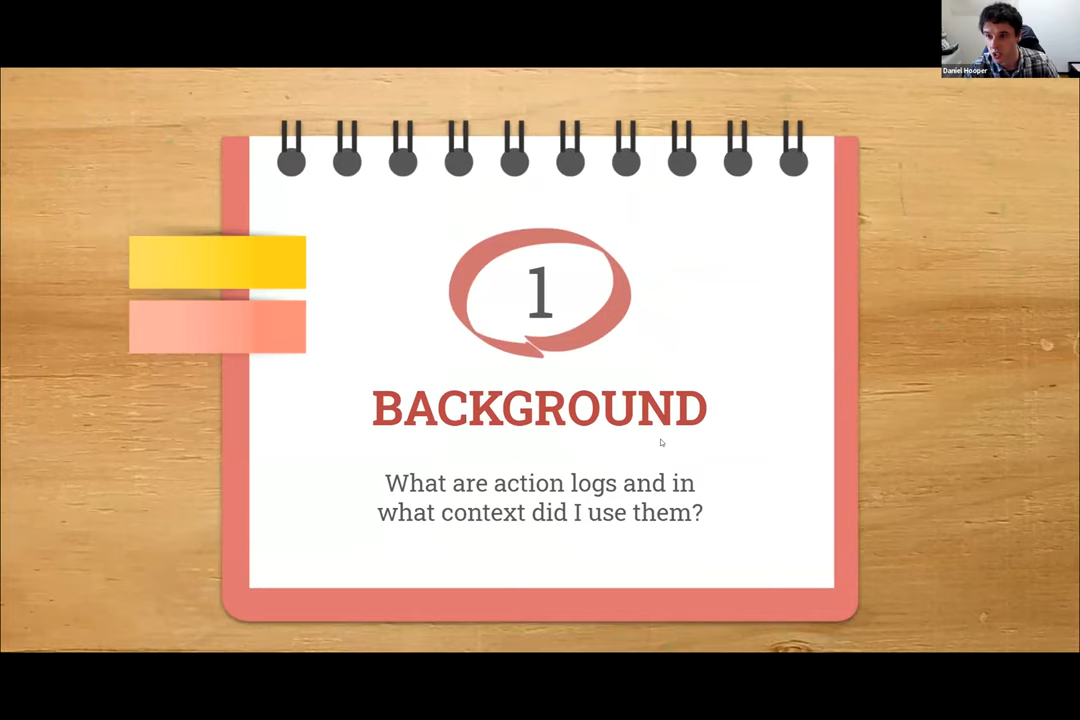 Daniel Hooper
1
BACKGROUND
What are action logs and in
what context did I use them?